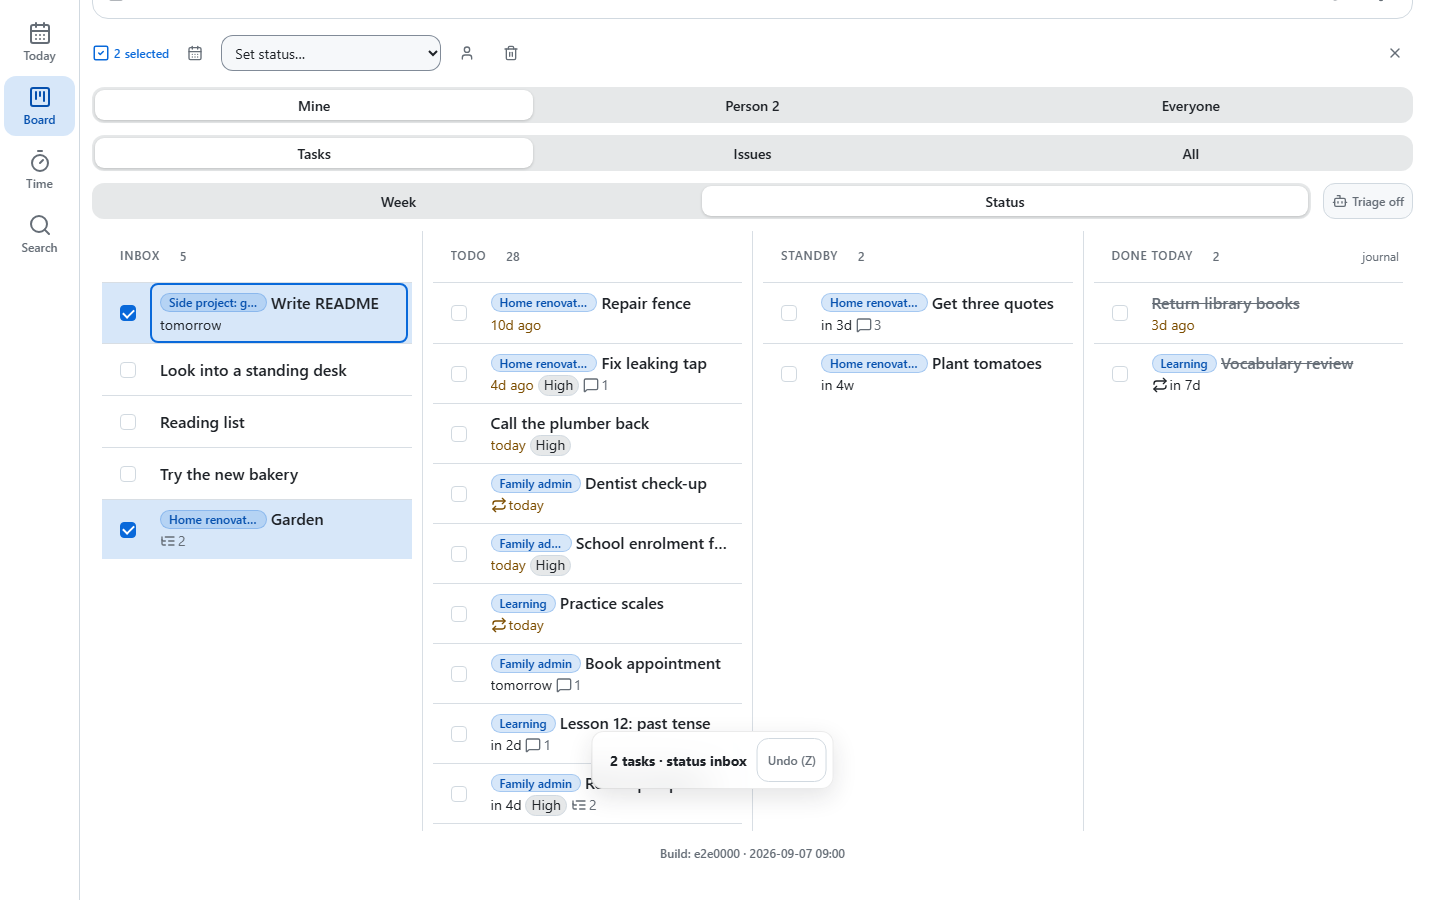 Today
Board
Time
Search
2 selected
Set status...
Mine
Person 2
Everyone
Tasks
Issues
All
Week
Status
Triage off
INBOX 5
Side project: g... Write README
tomorrow
Look into a standing desk
Reading list
Try the new bakery
Home renovat... Garden
2
TODO 28
Home renovat... Repair fence
10d ago
Home renovat... Fix leaking tap
4d ago High 1
Call the plumber back
today High
Family admin Dentist check-up
today
Family ad... School enrolment f...
today High
Learning Practice scales
today
Family admin Book appointment
tomorrow 1
Learning Lesson 12: past tense
in 2d 1
Family admin
in 4d High 2
STANDBY 2
Home renovat... Get three quotes
in 3d 3
Home renovat... Plant tomatoes
in 4w
DONE TODAY 2
journal
Return library books
3d ago
Learning Vocabulary review
in 7d
2 tasks · status inbox
Undo (Z)
Build: e2e0000 · 2026-09-07 09:00